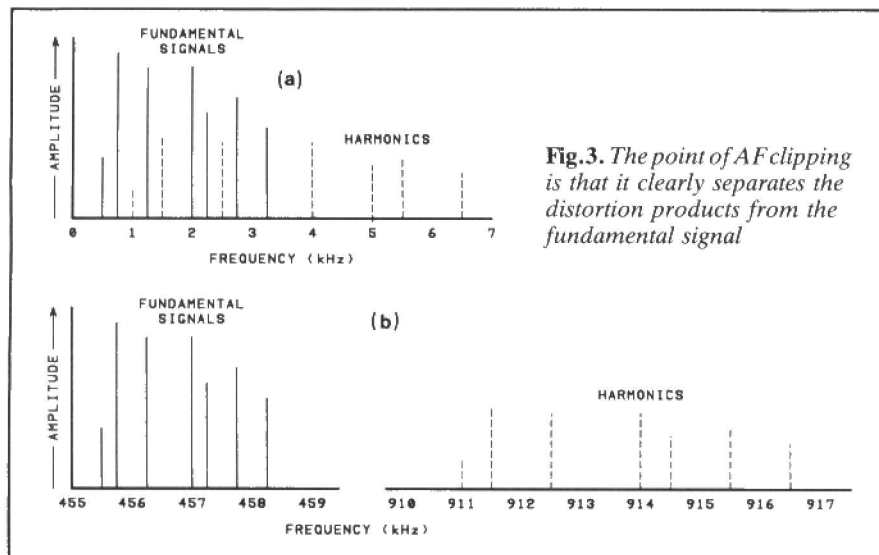 FUNDAMENTAL
SIGNALS
(a)
AMPLITUDE
HARMONICS
0 1 2 3 4 5 6 7
FREQUENCY (kHz)
Fig.3. The point of AF clipping
is that it clearly separates the
distortion products from the
fundamental signal
FUNDAMENTAL
SIGNALS
(b)
AMPLITUDE
HARMONICS
455 456 457 458 459 910 911 912 913 914 915 916 917
FREQUENCY (kHz)